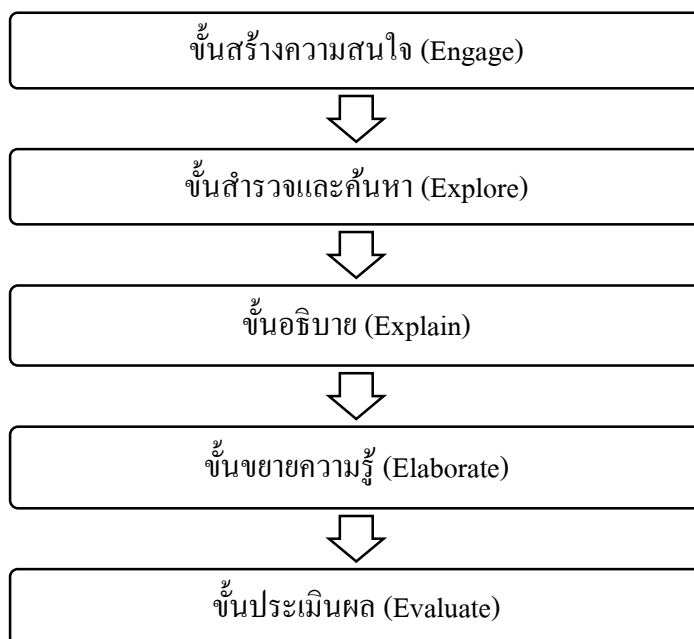 ขั้นสร้างความสนใจ (Engage)
ขั้นสำรวจและค้นหา (Explore)
ขั้นอธิบาย (Explain)
ขั้นขยายความรู้ (Elaborate)
ขั้นประเมินผล (Evaluate)